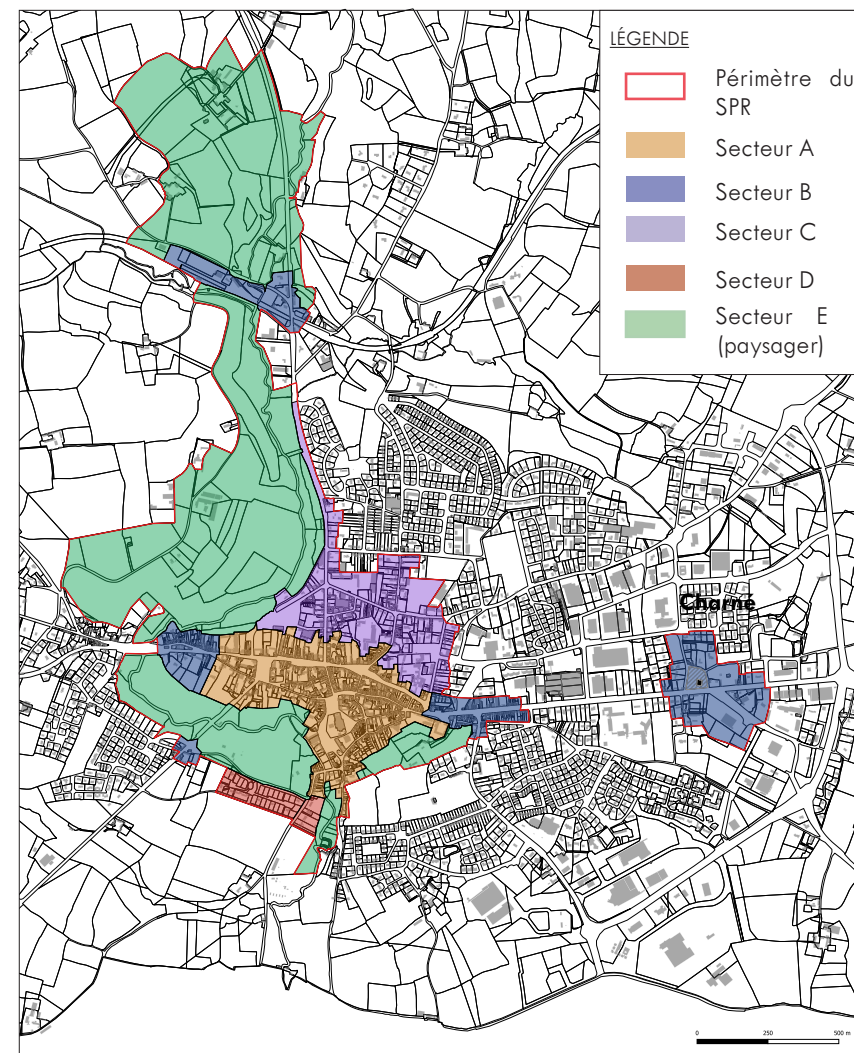 LÉGENDE
Périmètre du
SPR
Secteur A
Secteur B
Secteur C
Secteur D
Secteur E
(paysager)
Charné
0 250 500 m